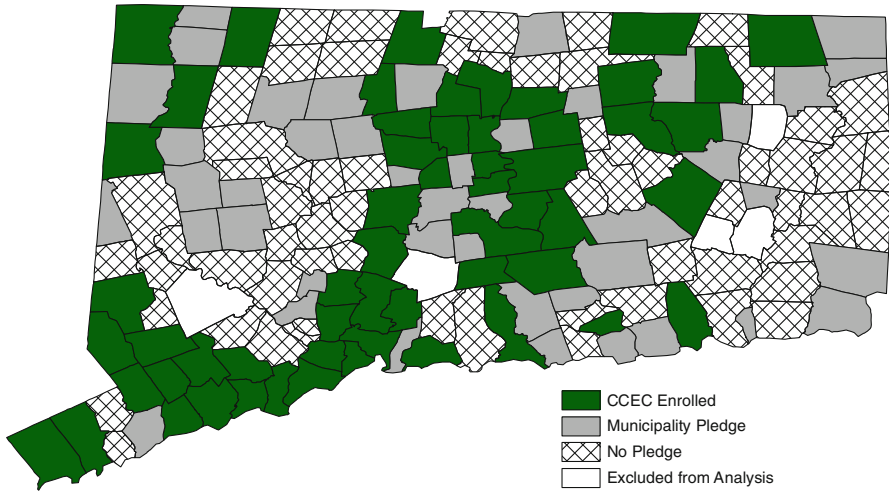 CCEC Enrolled
Municipality Pledge
No Pledge
Excluded from Analysis